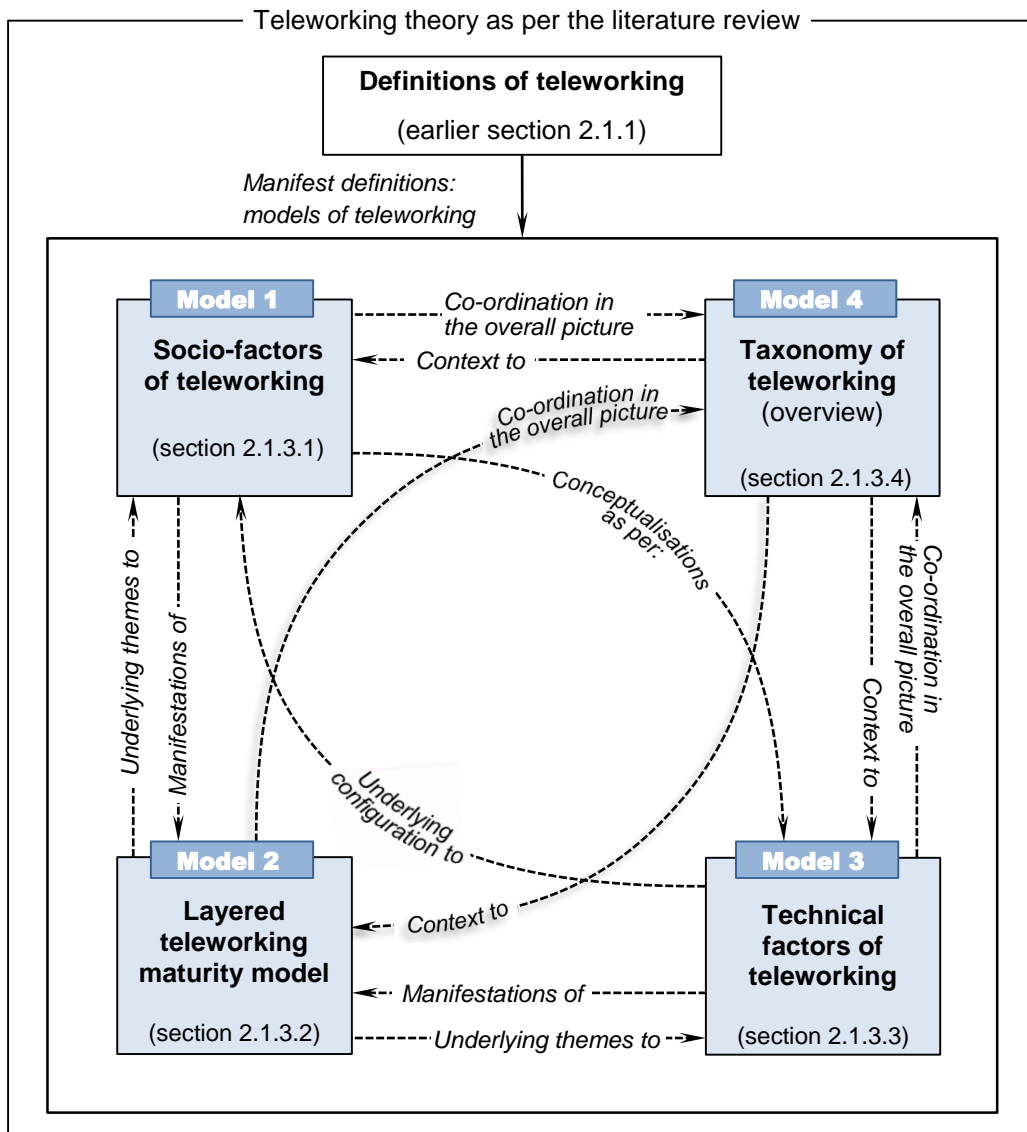 Teleworking theory as per the literature review
Definitions of teleworking
(earlier section 2.1.1)
Manifest definitions:
models of teleworking
Model 1
Socio-factors
of teleworking
(section 2.1.3.1)
Co-ordination in
the overall picture
Context to
Model 4
Taxonomy of
teleworking
(overview)
(section 2.1.3.4)
Co-ordination in
the overall picture
Conceptualisations
as per:
Underlying themes to
Manifestations of
Context to
Co-ordination in
the overall picture
Underlying
configuration to
Model 2
Layered
teleworking
maturity model
(section 2.1.3.2)
Context to
Manifestations of
Underlying themes to
Model 3
Technical
factors of
teleworking
(section 2.1.3.3)